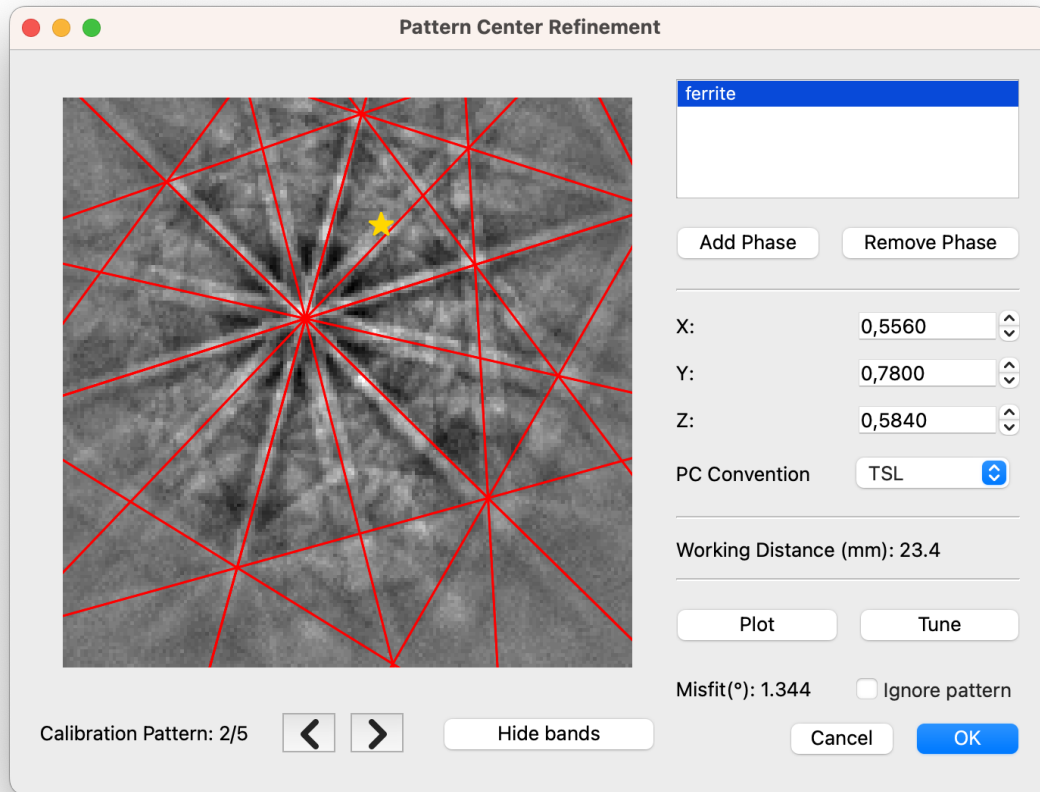 Pattern Center Refinement
ferrite
Add Phase
Remove Phase
X: 0,5560
Y: 0,7800
Z: 0,5840
PC Convention TSL
Working Distance (mm): 23.4
Plot
Tune
Misfit(°): 1.344
Ignore pattern
Calibration Pattern: 2/5
Hide bands
Cancel
OK